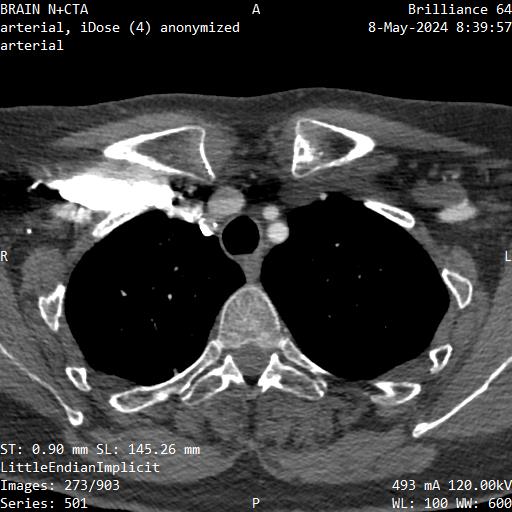 BRAIN N+CTA
A
Brilliance 64
arterial, iDose (4) anonymized
8-May-2024 8:39:57
arterial
R
L
ST: 0.90 mm SL: 145.26 mm
LittleEndianImplicit
Images: 273/903
493 mA 120.00kV
Series: 501
P
WL: 100 WW: 600